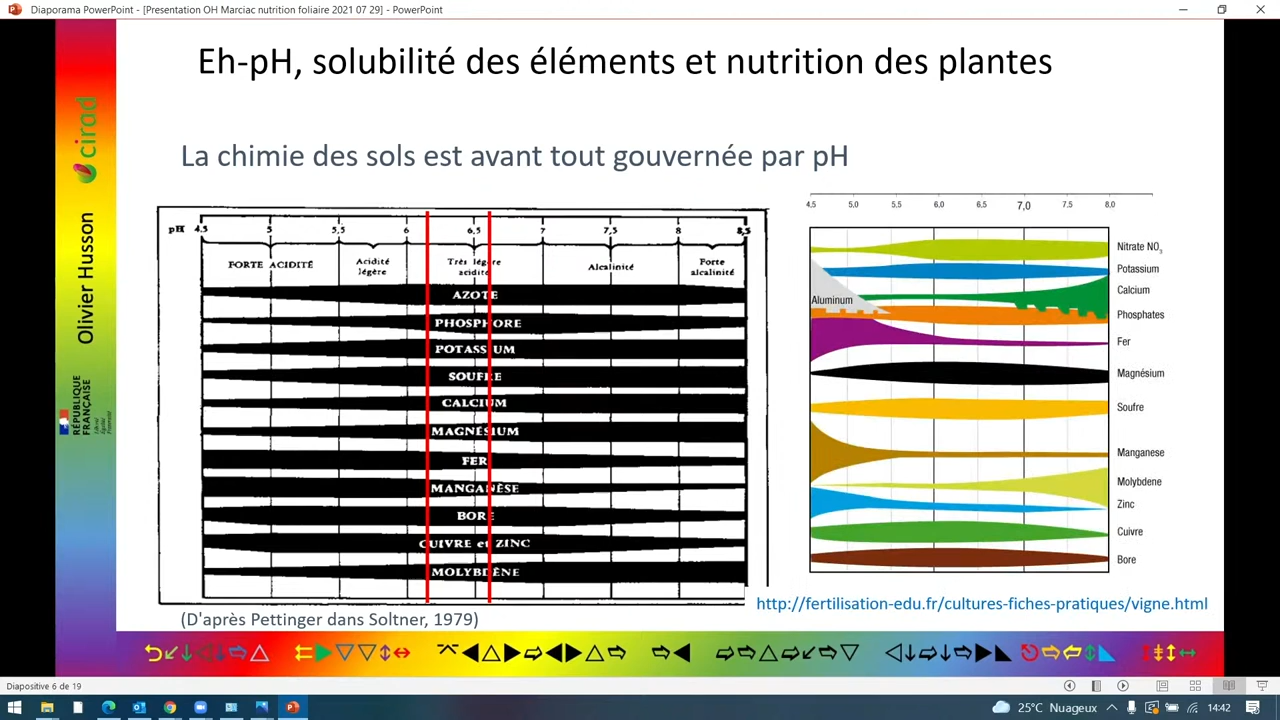 Diaporama PowerPoint - [Presentation OH Marciac nutrition foliaire 2021 07 29] - PowerPoint
Eh-pH, solubilité des éléments et nutrition des plantes
La chimie des sols est avant tout gouvernée par pH
cirad
Olivier Husson
RÉPUBLIQUE
FRANÇAISE
Liberté
Égalité
Fraternité
pH 4,5 5 5,5 6 6,5 7 7,5 8 8,5
FORTE ACIDITÉ
Acidité
légère
Très légère
acidité
Alcalinité
Forte
alcalinité
AZOTE
PHOSPHORE
POTASSIUM
SOUFRE
CALCIUM
MAGNÉSIUM
FER
MANGANÈSE
BORE
CUIVRE et ZINC
MOLYBDÈNE
(D'après Pettinger dans Soltner, 1979)
4,5 5,0 5,5 6,0 6,5 7,0 7,5 8,0
Nitrate NO3
Potassium
Calcium
Aluminum
Phosphates
Fer
Magnésium
Soufre
Manganese
Molybdene
Zinc
Cuivre
Bore
http://fertilisation-edu.fr/cultures-fiches-pratiques/vigne.html
Diapositive 6 de 19
25°C Nuageux
14:42